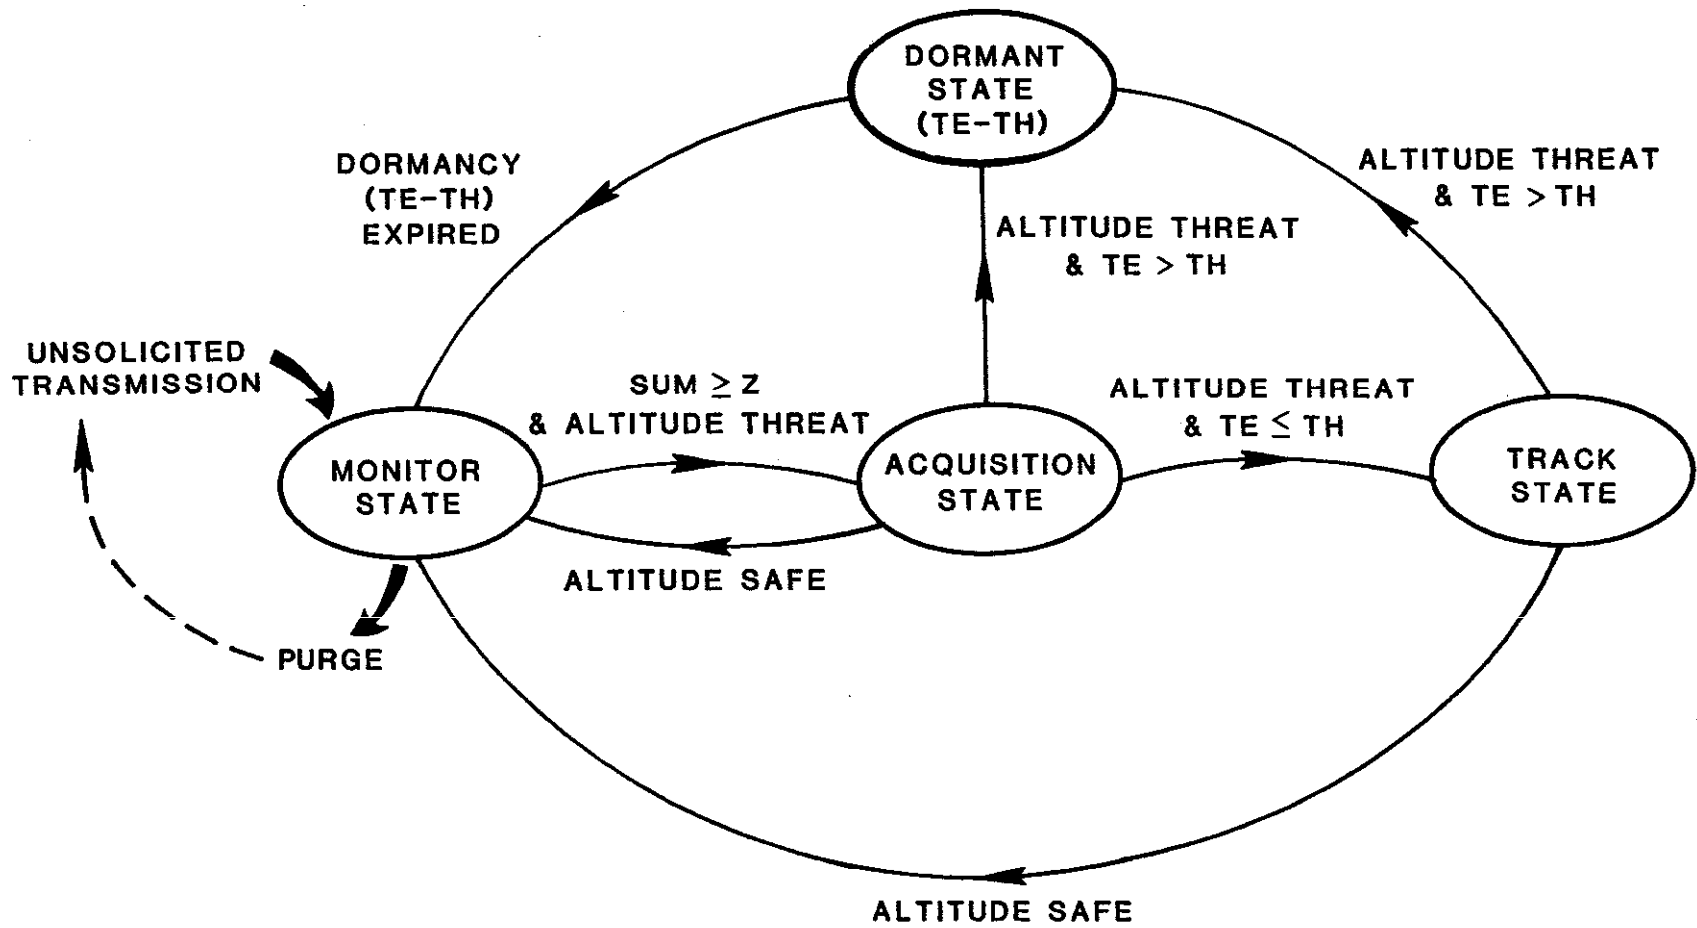 DORMANT
STATE
(TE-TH)
DORMANCY
(TE-TH)
EXPIRED
ALTITUDE THREAT
& TE > TH
ALTITUDE THREAT
& TE > TH
UNSOLICITED
TRANSMISSION
SUM ≥ Z
& ALTITUDE THREAT
ALTITUDE THREAT
& TE ≤ TH
MONITOR
STATE
ACQUISITION
STATE
TRACK
STATE
ALTITUDE SAFE
PURGE
ALTITUDE SAFE